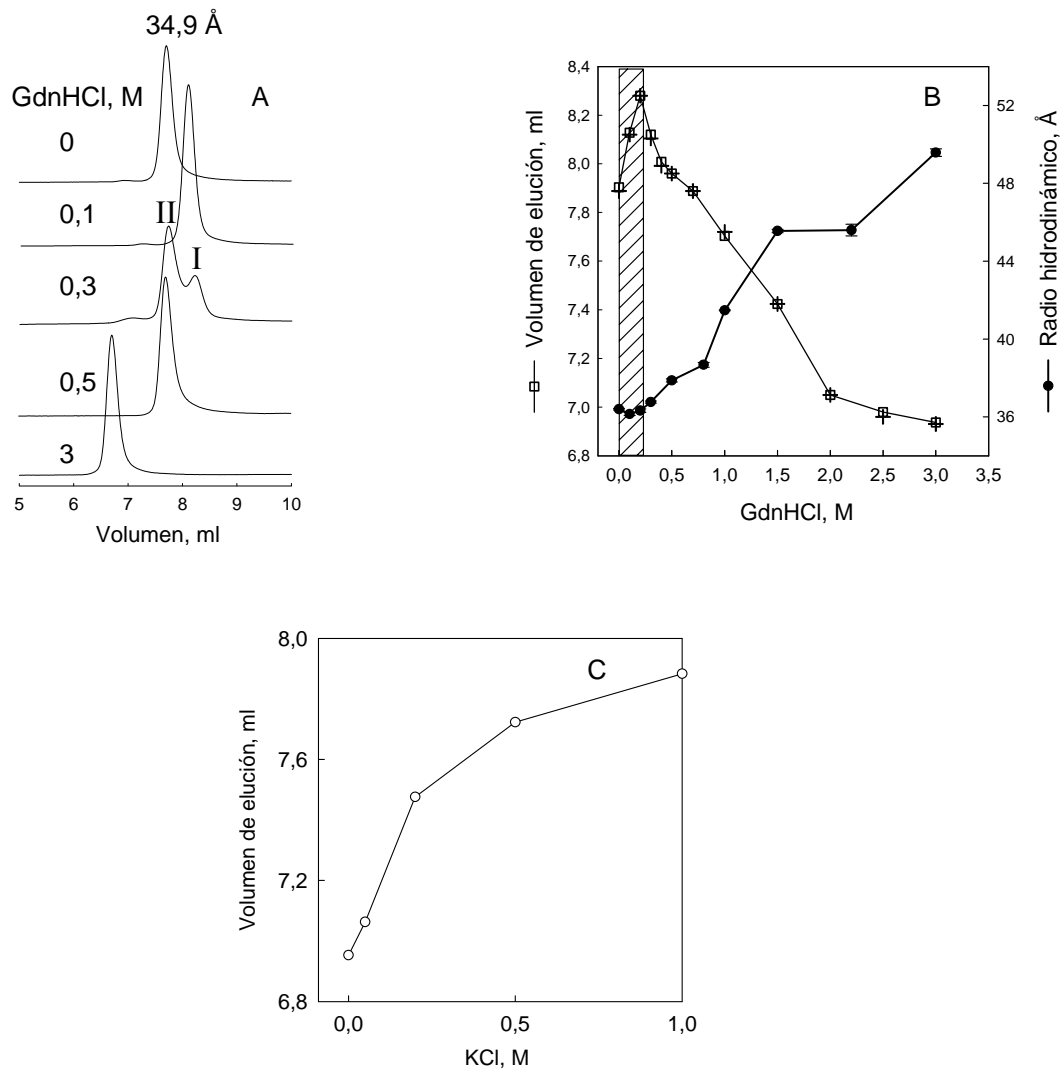 34,9 Å
GdnHCl, M
A
0
0,1
II
I
0,3
0,5
3
5 6 7 8 9 10
Volumen, ml
8,4
8,2
8,0
7,8
7,6
7,4
7,2
7,0
6,8
Volumen de elución, ml
B
52
48
44
40
36
Radio hidrodinámico, Å
0,0 0,5 1,0 1,5 2,0 2,5 3,0 3,5
GdnHCl, M
8,0
7,6
7,2
6,8
Volumen de elución, ml
C
0,0 0,5 1,0
KCl, M